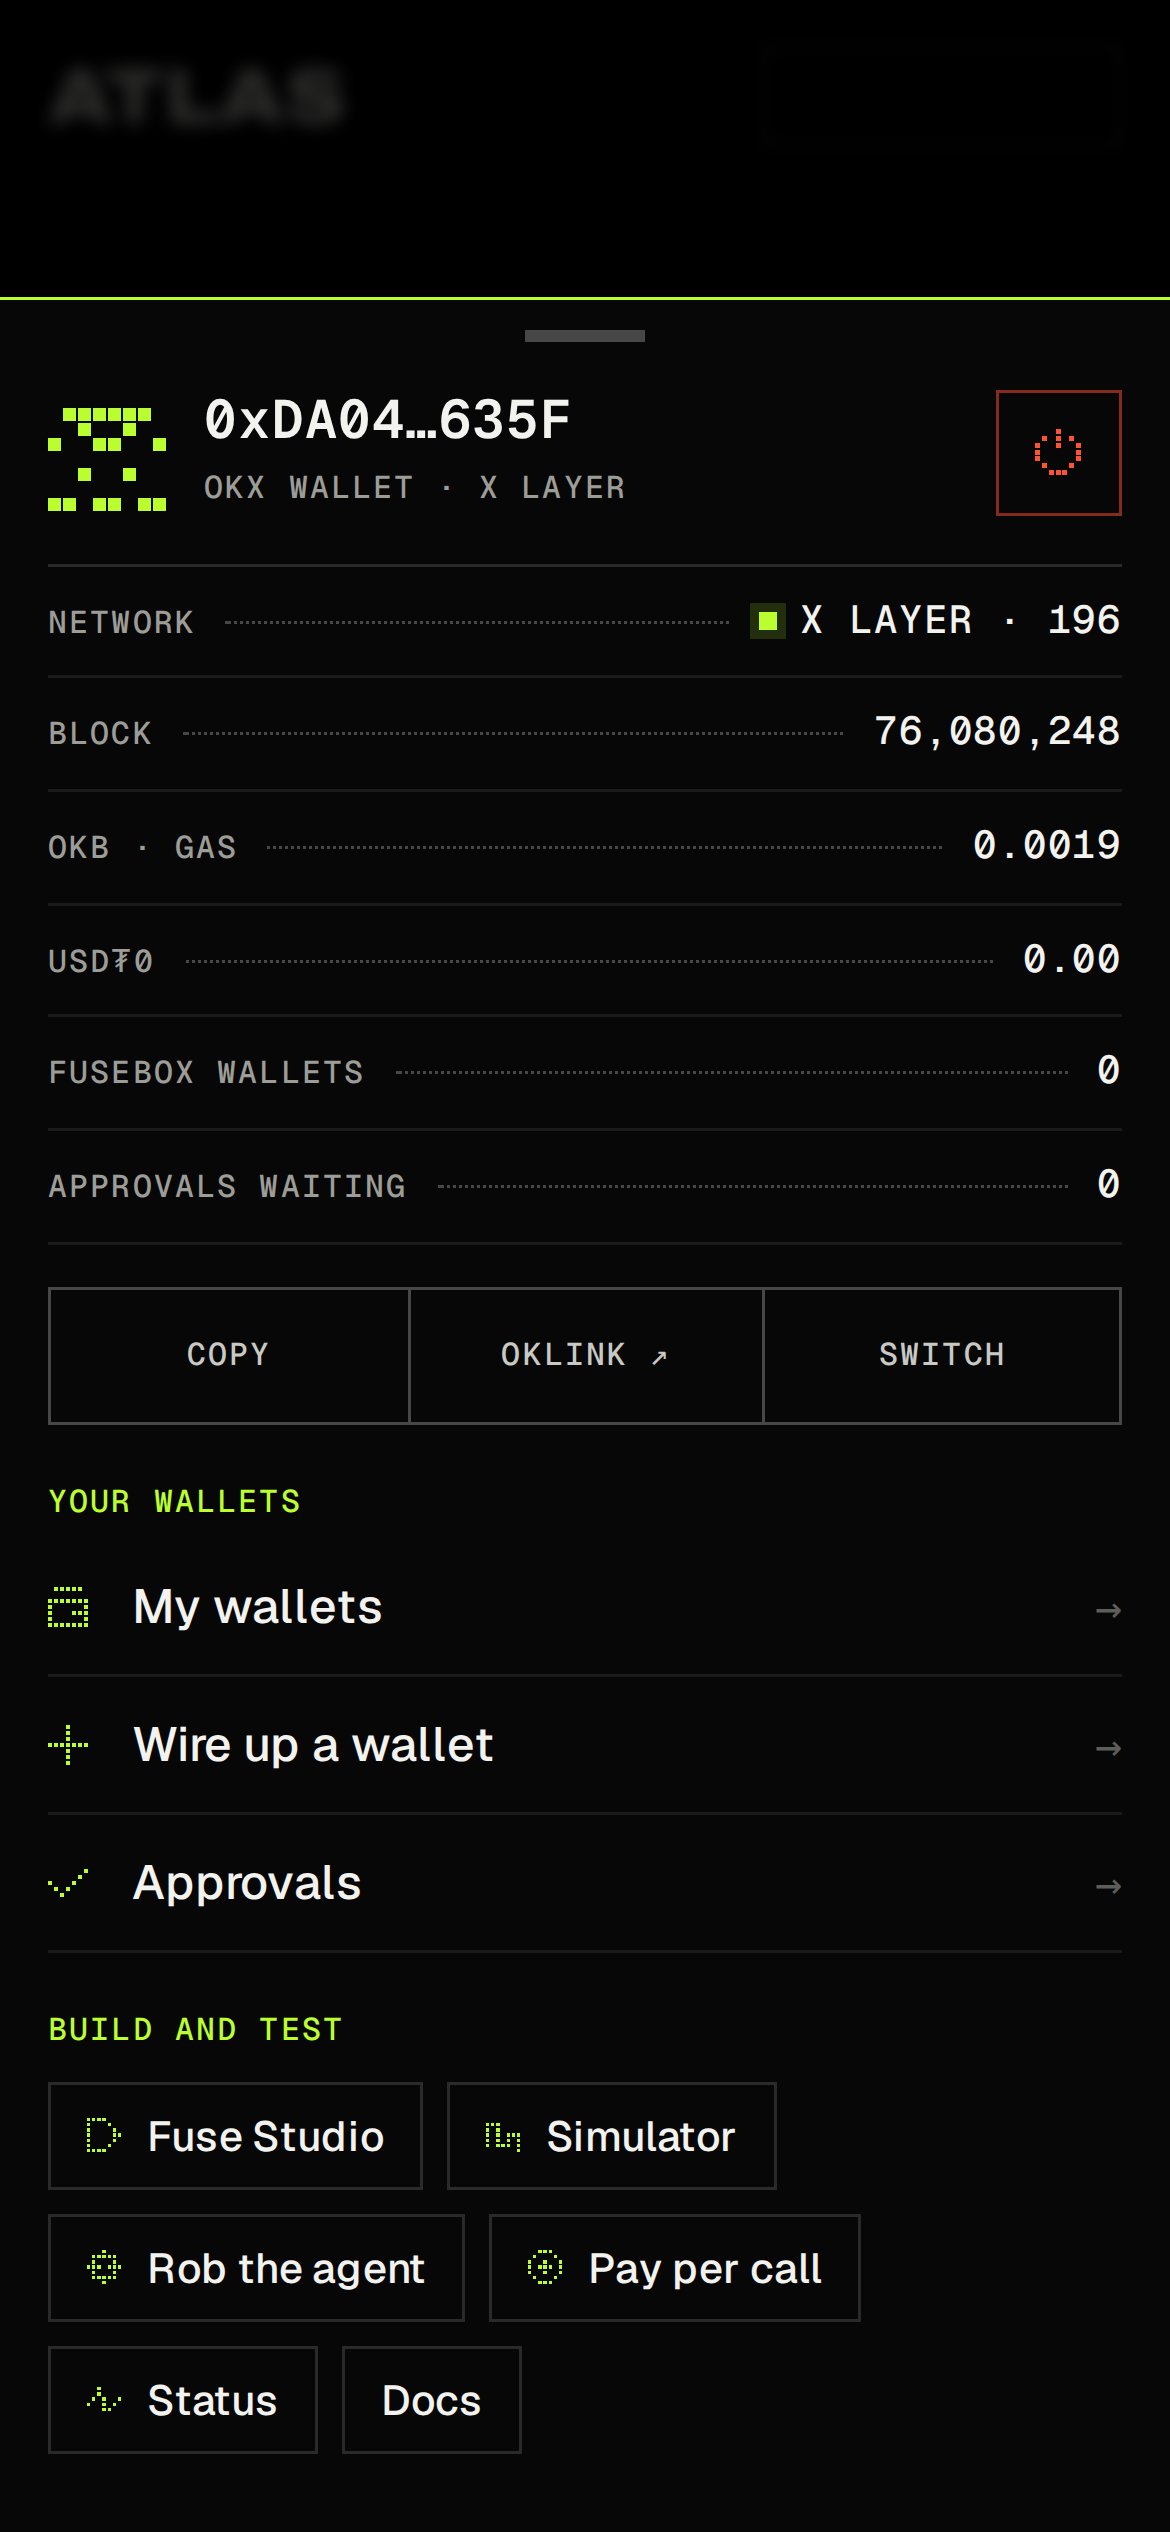 ATLAS
0xDA04…635F
OKX WALLET · X LAYER
NETWORK X LAYER · 196
BLOCK 76,080,248
OKB · GAS 0.0019
USD₮0 0.00
FUSEBOX WALLETS 0
APPROVALS WAITING 0
COPY OKLINK ↗ SWITCH
YOUR WALLETS
My wallets →
Wire up a wallet →
Approvals →
BUILD AND TEST
Fuse Studio Simulator
Rob the agent Pay per call
Status Docs